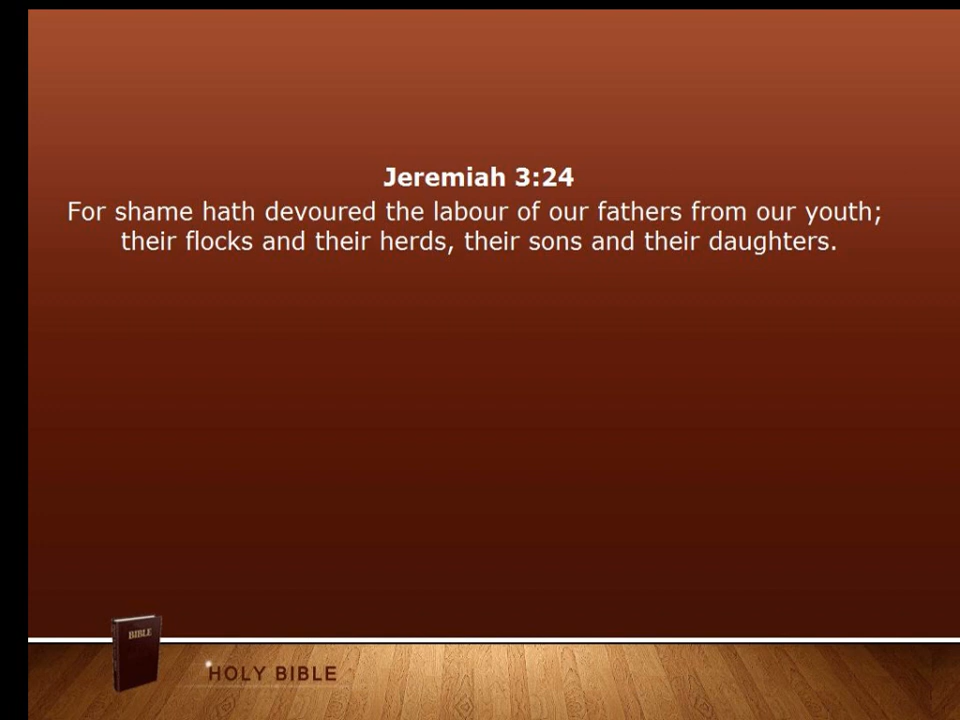 Jeremiah 3:24
For shame hath devoured the labour of our fathers from our youth;
their flocks and their herds, their sons and their daughters.
BIBLE
HOLY BIBLE